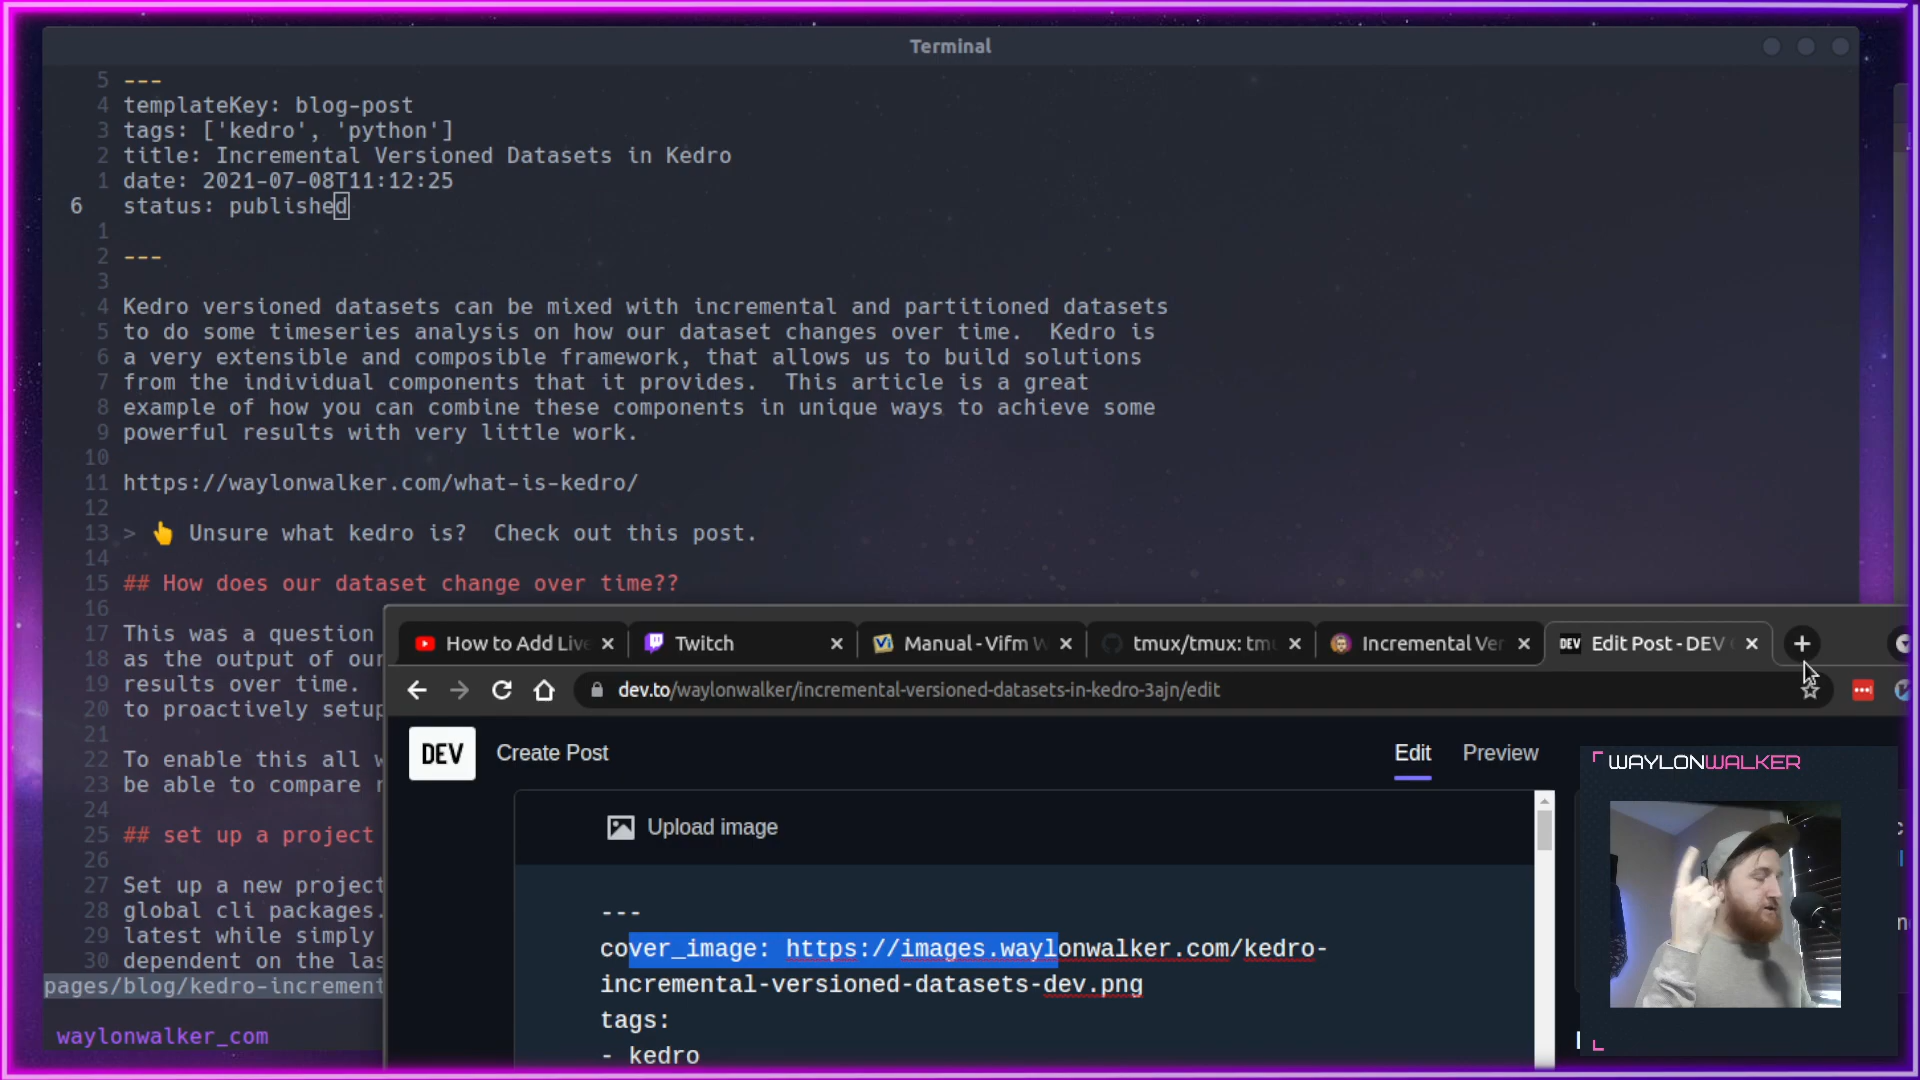 Terminal
5 ---
4 templateKey: blog-post
3 tags: ['kedro', 'python']
2 title: Incremental Versioned Datasets in Kedro
1 date: 2021-07-08T11:12:25
6 status: published
1
2 ---
3
4 Kedro versioned datasets can be mixed with incremental and partitioned datasets
5 to do some timeseries analysis on how our dataset changes over time.  Kedro is
6 a very extensible and composible framework, that allows us to build solutions
7 from the individual components that it provides.  This article is a great
8 example of how you can combine these components in unique ways to achieve some
9 powerful results with very little work.
10
11 https://waylonwalker.com/what-is-kedro/
12
13 > 👆 Unsure what kedro is?  Check out this post.
14
15 ## How does our dataset change over time??
16
17 This was a question
18 as the output of our
19 results over time.
20 to proactively setup
21
22 To enable this all w
23 be able to compare r
24
25 ## set up a project
26
27 Set up a new project
28 global cli packages.
29 latest while simply
30 dependent on the las
pages/blog/kedro-increment
waylonwalker_com
How to Add Live
Twitch
Manual - Vifm W
tmux/tmux: tmu
Incremental Ver
DEV Edit Post - DEV
dev.to/waylonwalker/incremental-versioned-datasets-in-kedro-3ajn/edit
DEV Create Post
Edit Preview
Upload image
---
cover_image: https://images.waylonwalker.com/kedro-
incremental-versioned-datasets-dev.png
tags:
- kedro
WAYLONWALKER